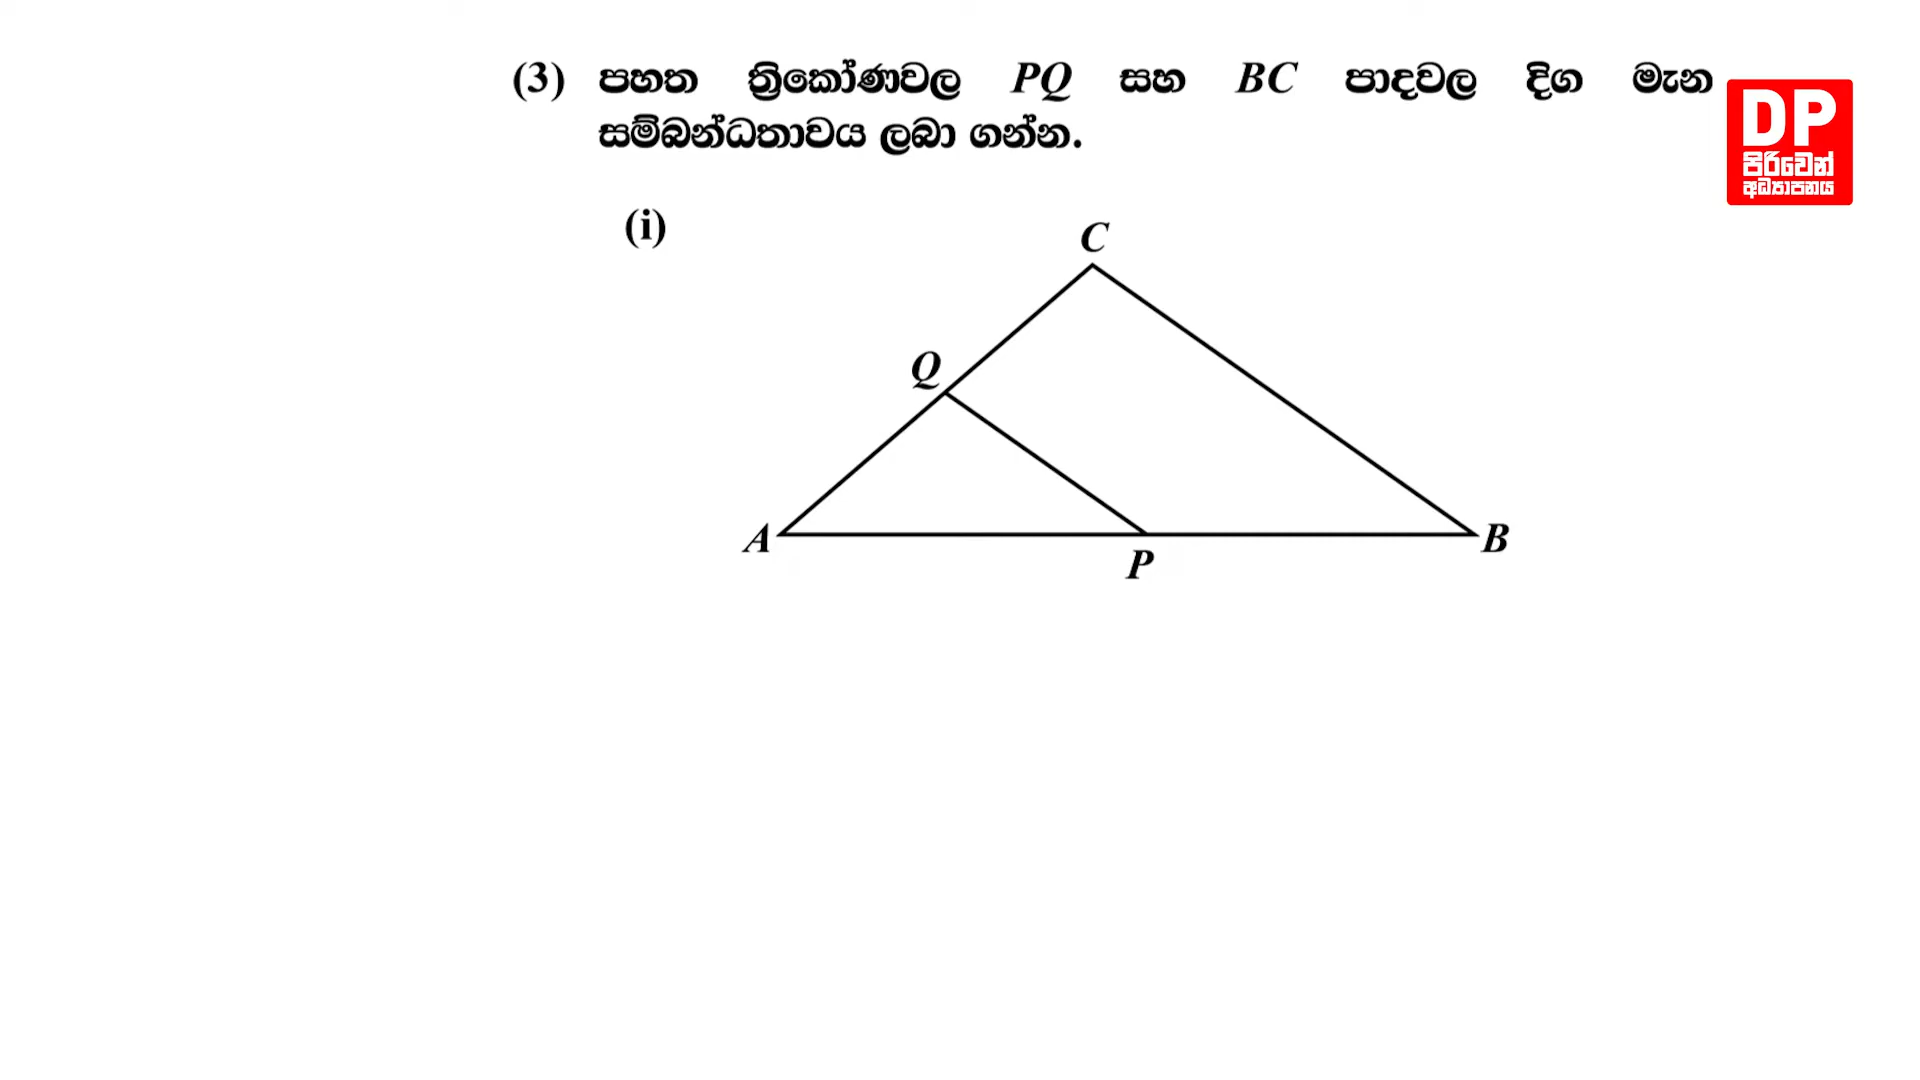 (3) පහත ත්‍රිකෝණවල PQ සහ BC පාදවල දිග මැන
සම්බන්ධතාවය ලබා ගන්න.
DP
පිරිවෙන්
අධ්‍යාපනය
(i)
C
Q
A
B
P